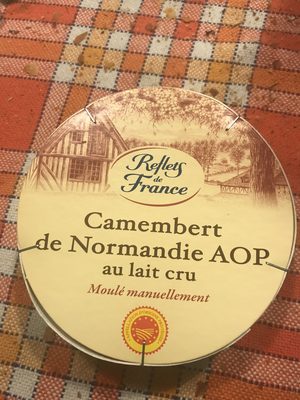 Reflets
de
France
Camembert
de Normandie AOP
au lait cru
Moulé manuellement